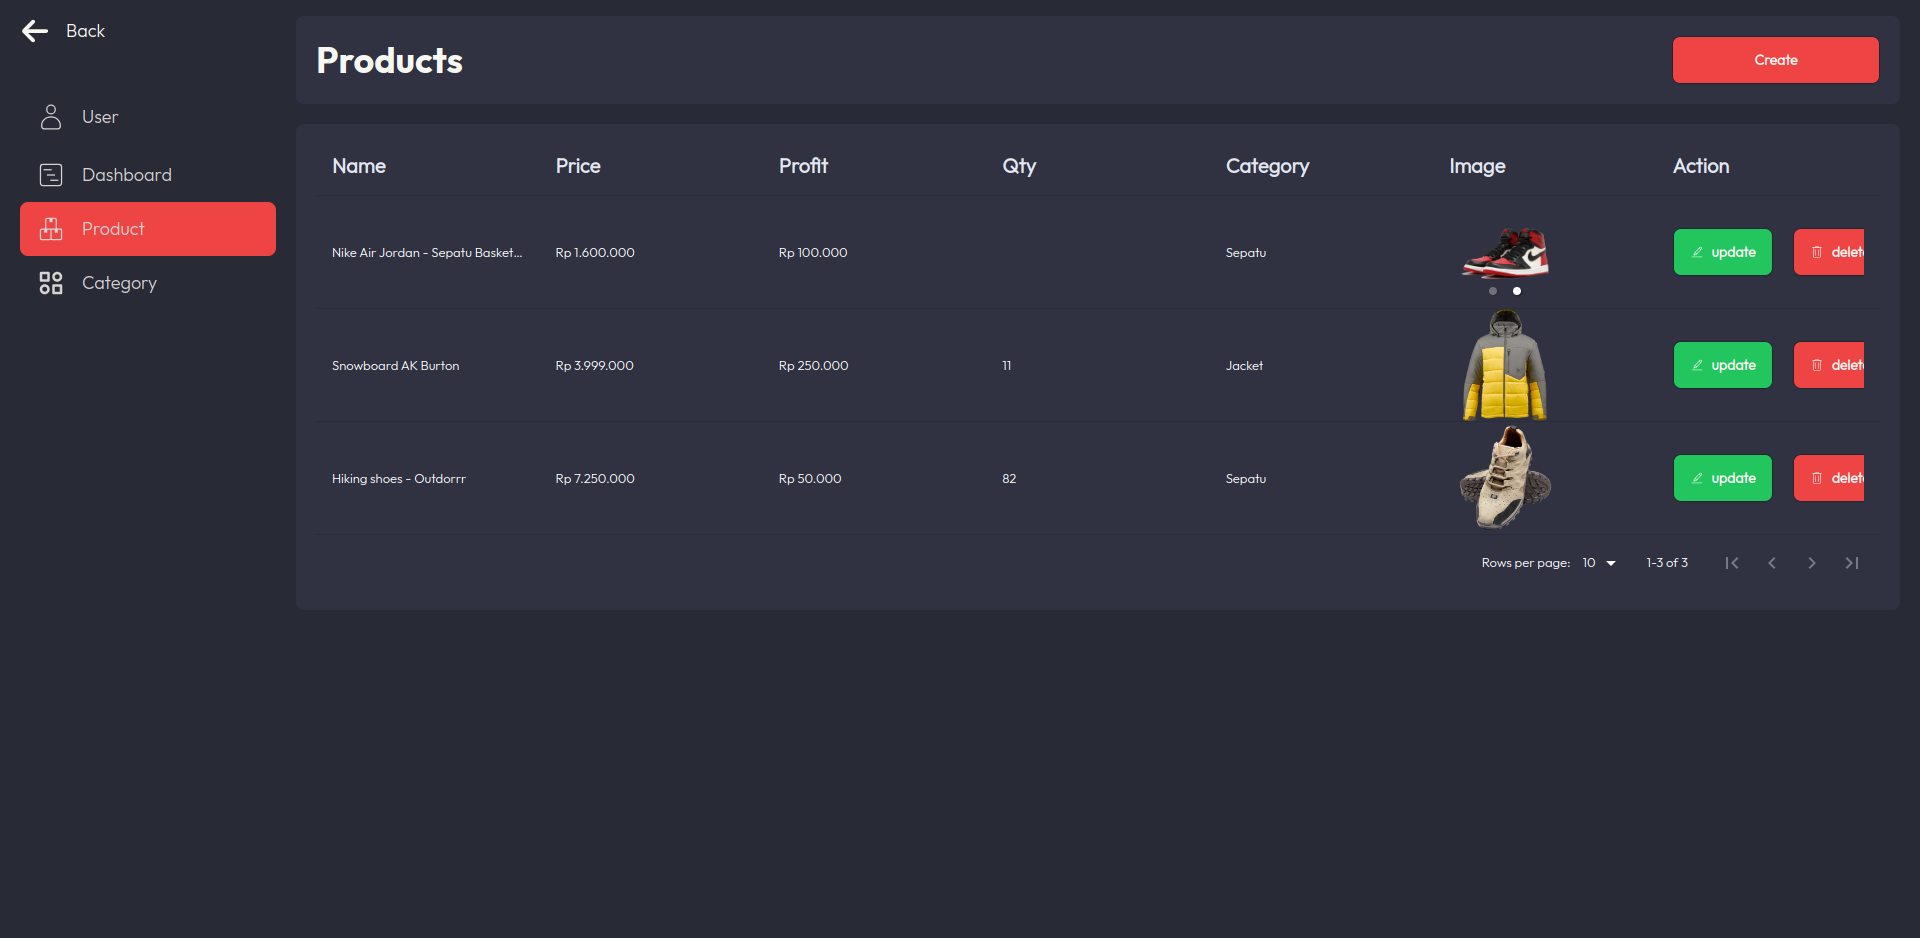 Back
User
Dashboard
Product
Category
Products
Create
Name Price Profit Qty Category Image Action
Nike Air Jordan - Sepatu Basket... Rp 1.600.000 Rp 100.000 Sepatu update delet
Snowboard AK Burton Rp 3.999.000 Rp 250.000 11 Jacket update delet
Hiking shoes - Outdorrr Rp 7.250.000 Rp 50.000 82 Sepatu update delet
Rows per page: 10 1-3 of 3